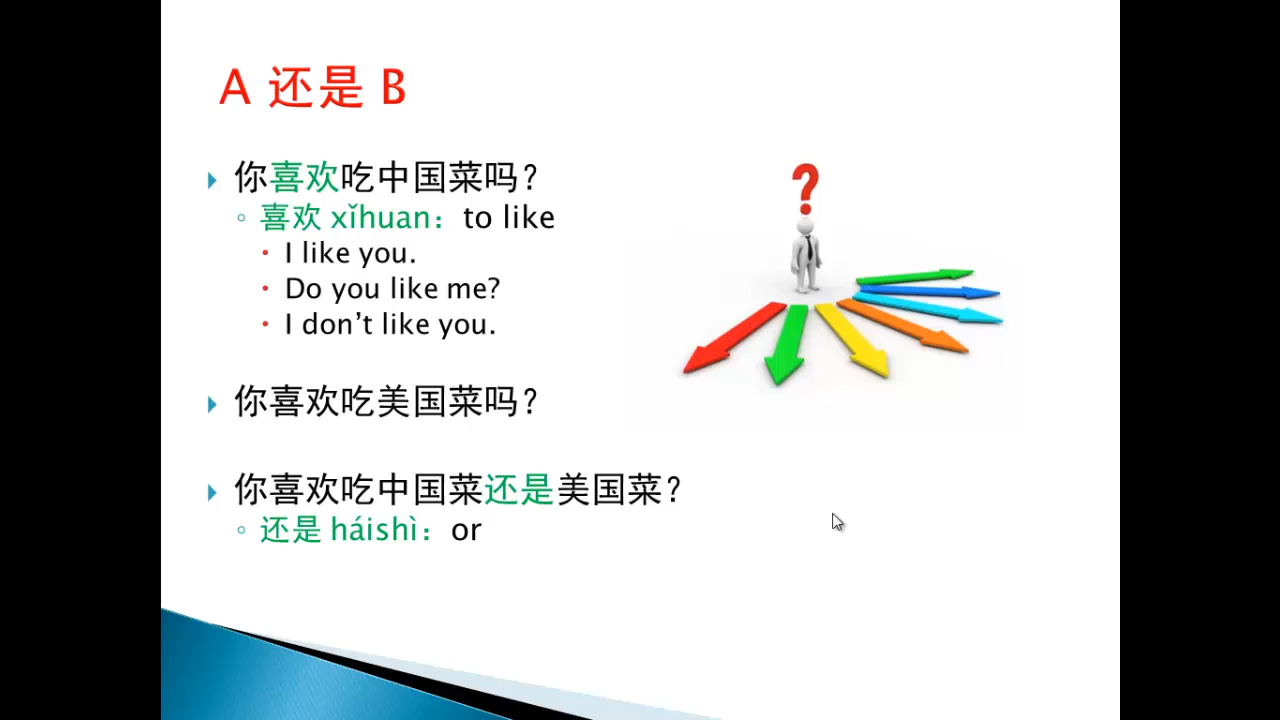 A 还是 B
你喜欢吃中国菜吗？
喜欢 xǐhuan：to like
I like you.
Do you like me?
I don’t like you.
你喜欢吃美国菜吗？
你喜欢吃中国菜还是美国菜？
还是 háishì：or
?